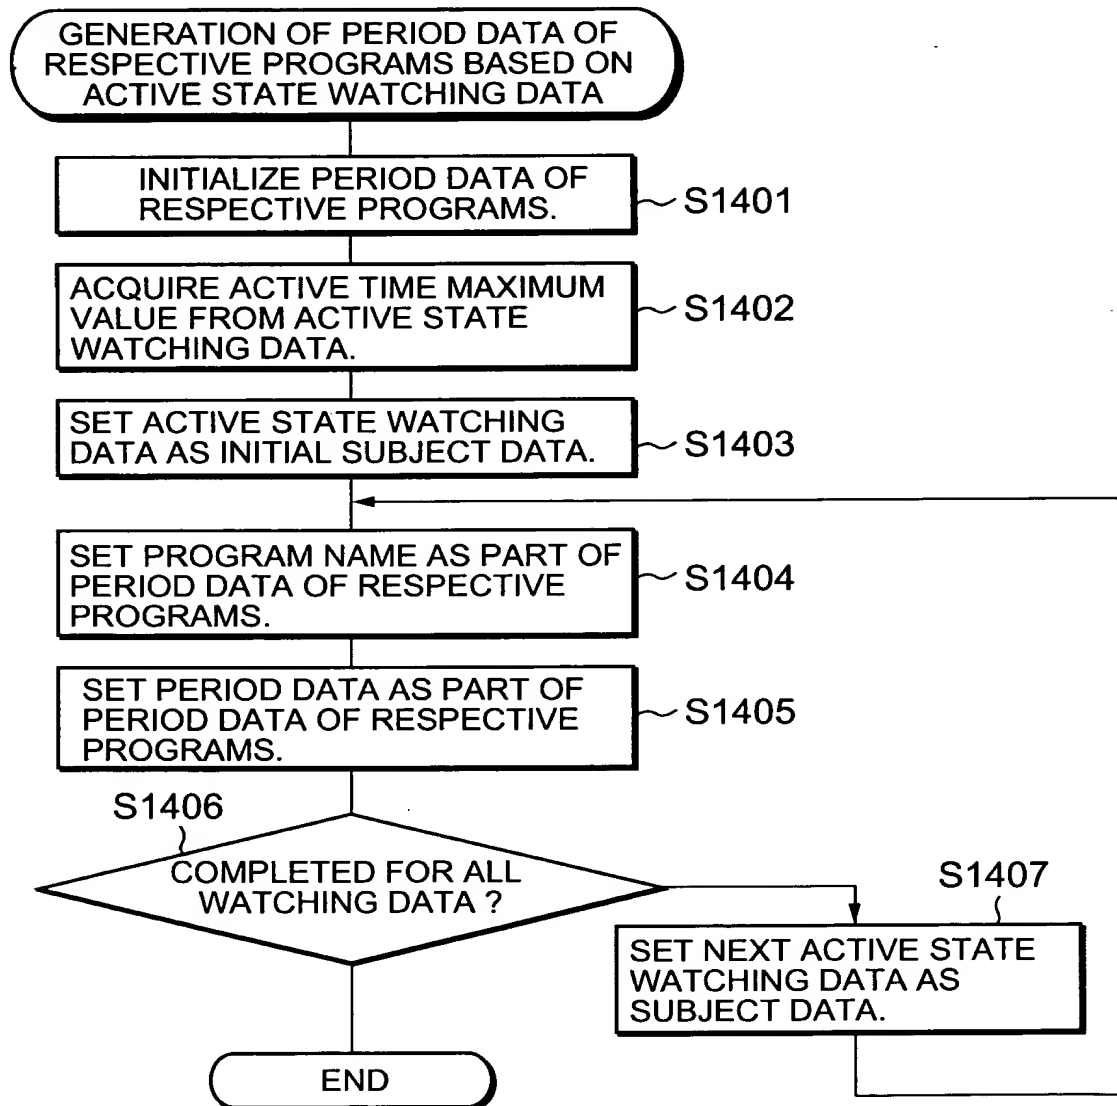 GENERATION OF PERIOD DATA OF
RESPECTIVE PROGRAMS BASED ON
ACTIVE STATE WATCHING DATA
INITIALIZE PERIOD DATA OF
RESPECTIVE PROGRAMS.
S1401
ACQUIRE ACTIVE TIME MAXIMUM
VALUE FROM ACTIVE STATE
WATCHING DATA.
S1402
SET ACTIVE STATE WATCHING
DATA AS INITIAL SUBJECT DATA.
S1403
SET PROGRAM NAME AS PART OF
PERIOD DATA OF RESPECTIVE
PROGRAMS.
S1404
SET PERIOD DATA AS PART OF
PERIOD DATA OF RESPECTIVE
PROGRAMS.
S1405
S1406
COMPLETED FOR ALL
WATCHING DATA ?
S1407
SET NEXT ACTIVE STATE
WATCHING DATA AS
SUBJECT DATA.
END